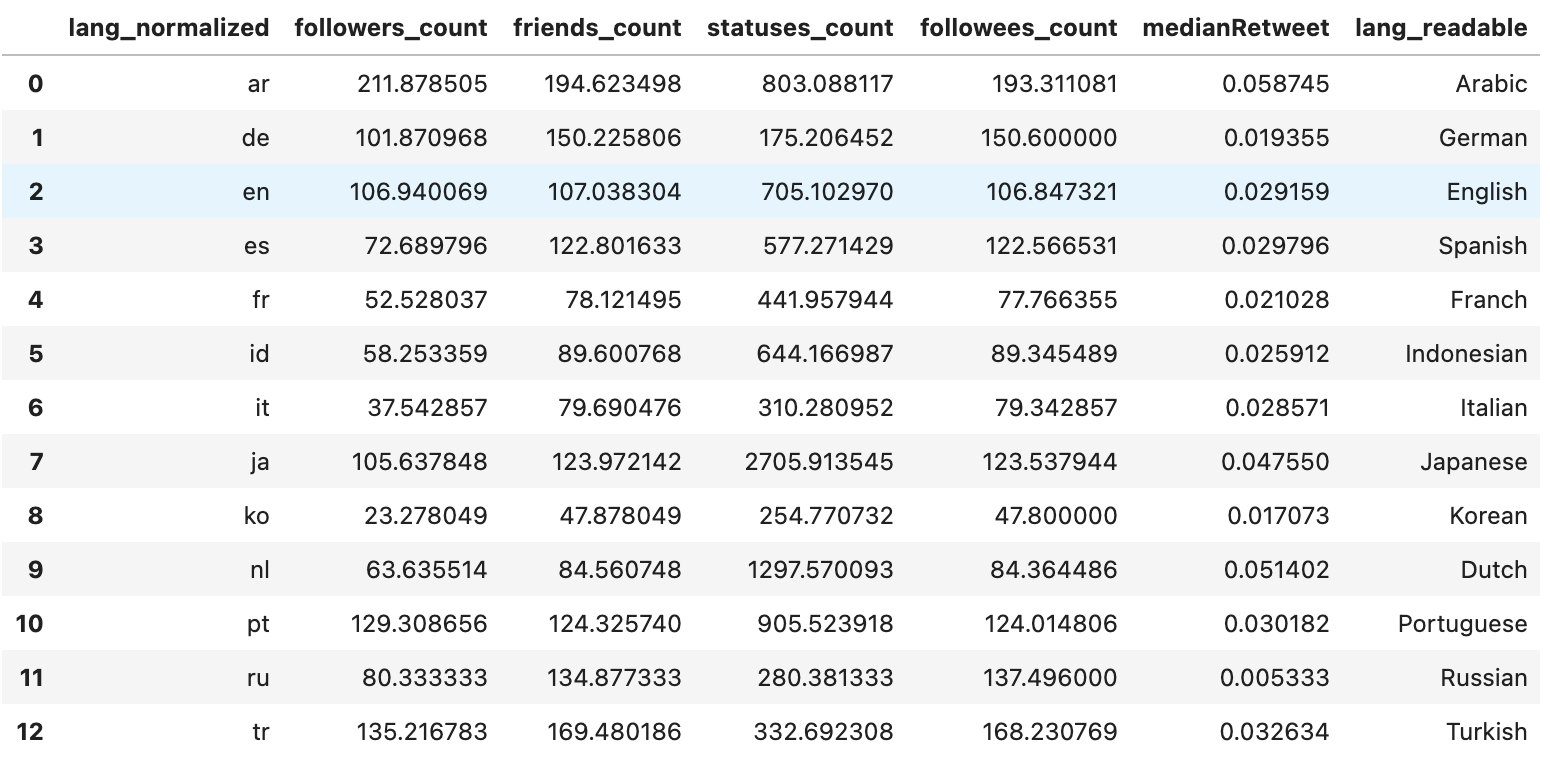 lang_normalized followers_count friends_count statuses_count followees_count medianRetweet lang_readable
0 ar 211.878505 194.623498 803.088117 193.311081 0.058745 Arabic
1 de 101.870968 150.225806 175.206452 150.600000 0.019355 German
2 en 106.940069 107.038304 705.102970 106.847321 0.029159 English
3 es 72.689796 122.801633 577.271429 122.566531 0.029796 Spanish
4 fr 52.528037 78.121495 441.957944 77.766355 0.021028 Franch
5 id 58.253359 89.600768 644.166987 89.345489 0.025912 Indonesian
6 it 37.542857 79.690476 310.280952 79.342857 0.028571 Italian
7 ja 105.637848 123.972142 2705.913545 123.537944 0.047550 Japanese
8 ko 23.278049 47.878049 254.770732 47.800000 0.017073 Korean
9 nl 63.635514 84.560748 1297.570093 84.364486 0.051402 Dutch
10 pt 129.308656 124.325740 905.523918 124.014806 0.030182 Portuguese
11 ru 80.333333 134.877333 280.381333 137.496000 0.005333 Russian
12 tr 135.216783 169.480186 332.692308 168.230769 0.032634 Turkish